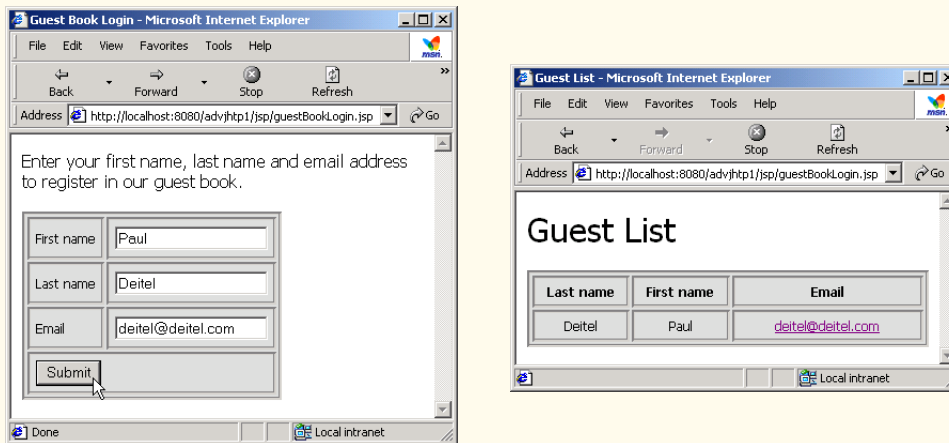 Guest Book Login - Microsoft Internet Explorer
File Edit View Favorites Tools Help
msn.
Back Forward Stop Refresh »
Address http://localhost:8080/advjhtp1/jsp/guestBookLogin.jsp Go
Enter your first name, last name and email address
to register in our guest book.
First name Paul
Last name Deitel
Email deitel@deitel.com
Submit
Done Local intranet
Guest List - Microsoft Internet Explorer
File Edit View Favorites Tools Help
msn.
Back Forward Stop Refresh »
Address http://localhost:8080/advjhtp1/jsp/guestBookLogin.jsp Go
Guest List
Last name First name Email
Deitel Paul deitel@deitel.com
Local intranet